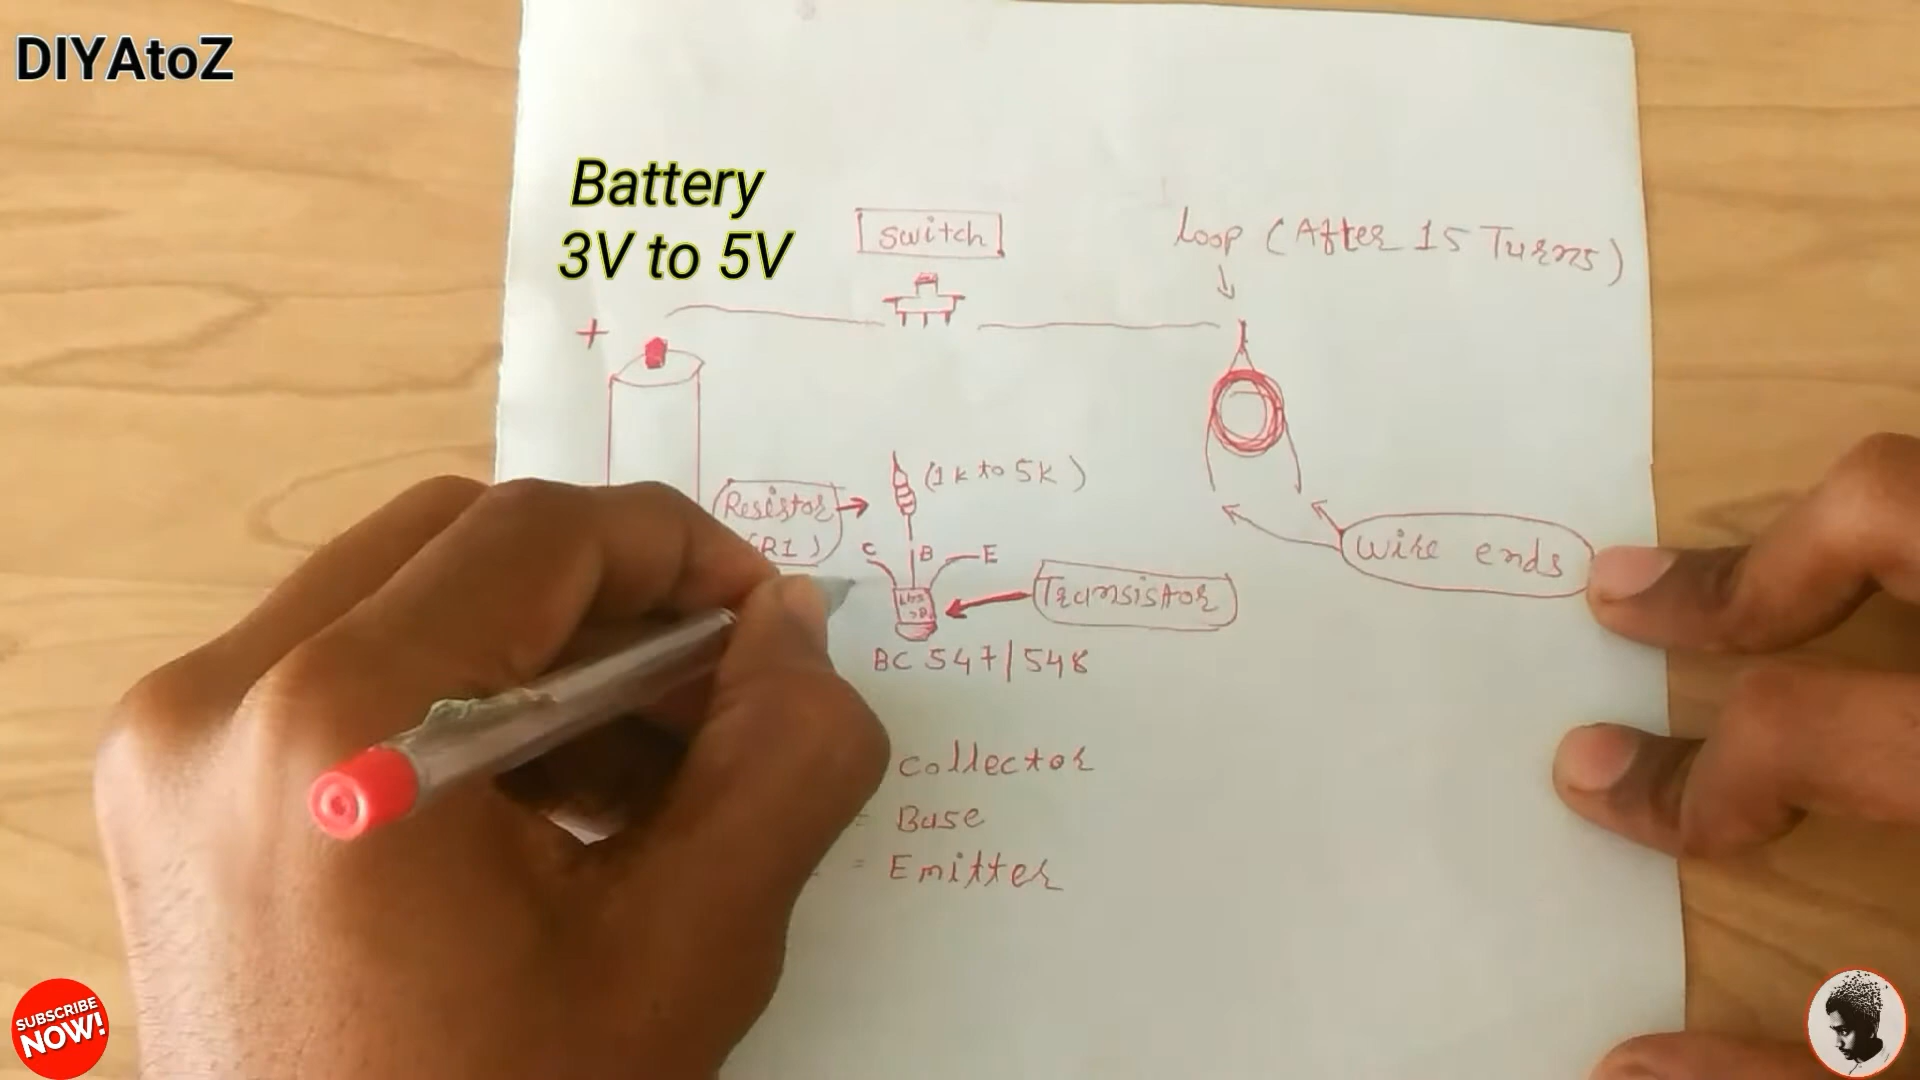 DIYAtoZ
Battery
3V to 5V
+
switch
loop (After 15 Turns)
Resistor
(R1)
(1k to 5k)
C
B
E
Transistor
wire ends
BC 547/548
collector
= Base
= Emitter
SUBSCRIBE
NOW!